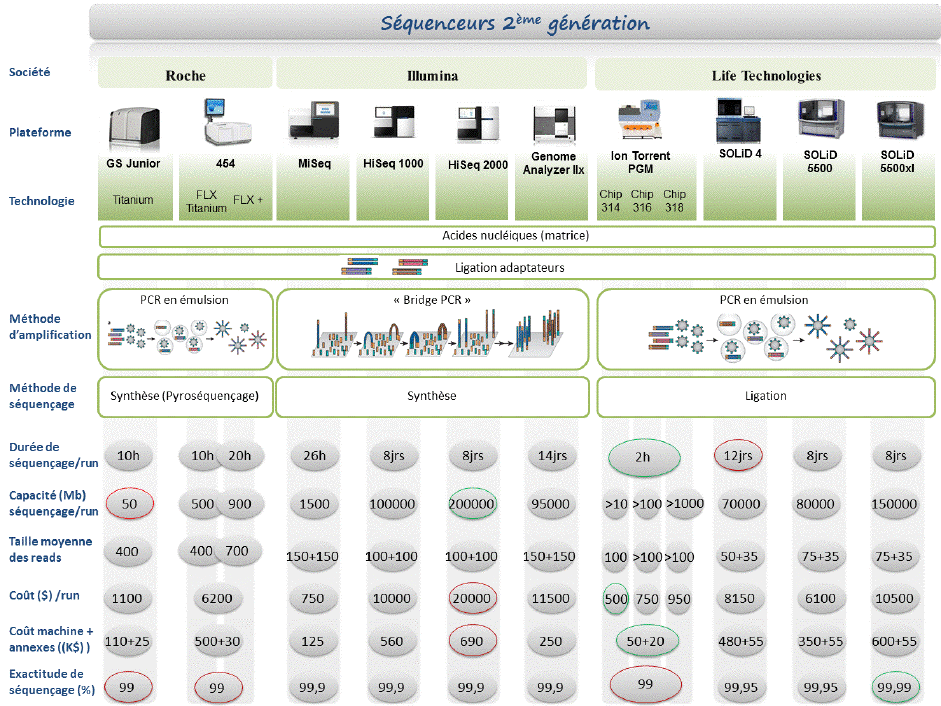 Séquenceurs 2ème génération
Société
Roche
Illumina
Life Technologies
Plateforme
GS Junior
454
MiSeq
HiSeq 1000
HiSeq 2000
Genome
Analyzer IIx
Ion Torrent
PGM
SOLiD 4
SOLiD
5500
SOLiD
5500xl
Technologie
Titanium
FLX
Titanium
FLX +
Chip
314
Chip
316
Chip
318
Acides nucléiques (matrice)
Ligation adaptateurs
Méthode
d'amplification
PCR en émulsion
« Bridge PCR »
PCR en émulsion
Méthode de
séquençage
Synthèse (Pyroséquençage)
Synthèse
Ligation
Durée de
séquençage/run
10h 10h 20h 26h 8jrs 8jrs 14jrs 2h 12jrs 8jrs 8jrs
Capacité (Mb)
séquençage/run
50 500 900 1500 100000 200000 95000 >10 >100 >1000 70000 80000 150000
Taille moyenne
des reads
400 400 700 150+150 100+100 100+100 150+150 100 >100 >100 50+35 75+35 75+35
Coût ($) /run
1100 6200 750 10000 20000 11500 500 750 950 8150 6100 10500
Coût machine +
annexes ((K$) )
110+25 500+30 125 560 690 250 50+20 480+55 350+55 600+55
Exactitude de
séquençage (%)
99 99 99,9 99,9 99,9 99,9 99 99,95 99,95 99,99